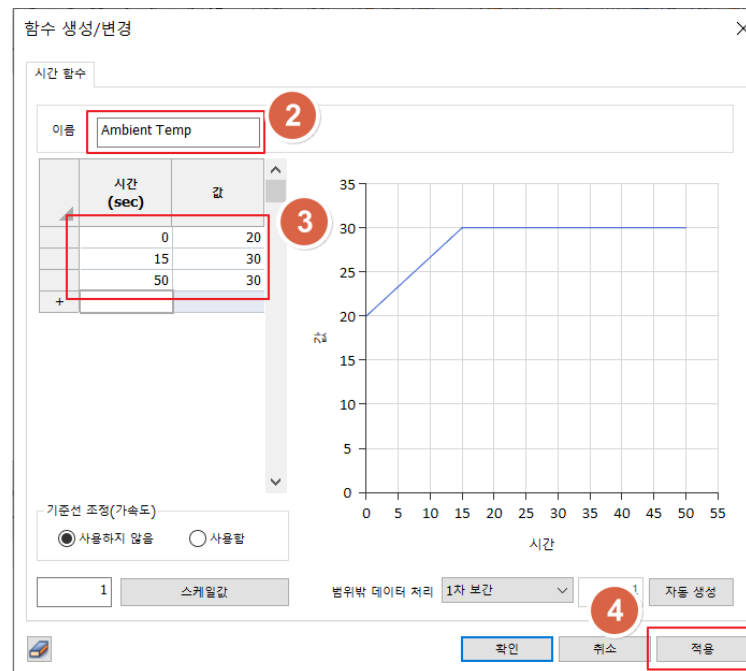 함수 생성/변경
시간 함수
이름 Ambient Temp
2
시간
(sec) 값
3
0 20
15 30
50 30
+
35
30
25
20
15
10
5
0
값
0 5 10 15 20 25 30 35 40 45 50 55
시간
기준선 조정(가속도)
사용하지 않음 사용함
1 스케일값
범위밖 데이터 처리 1차 보간 1. 자동 생성
4
확인 취소 적용